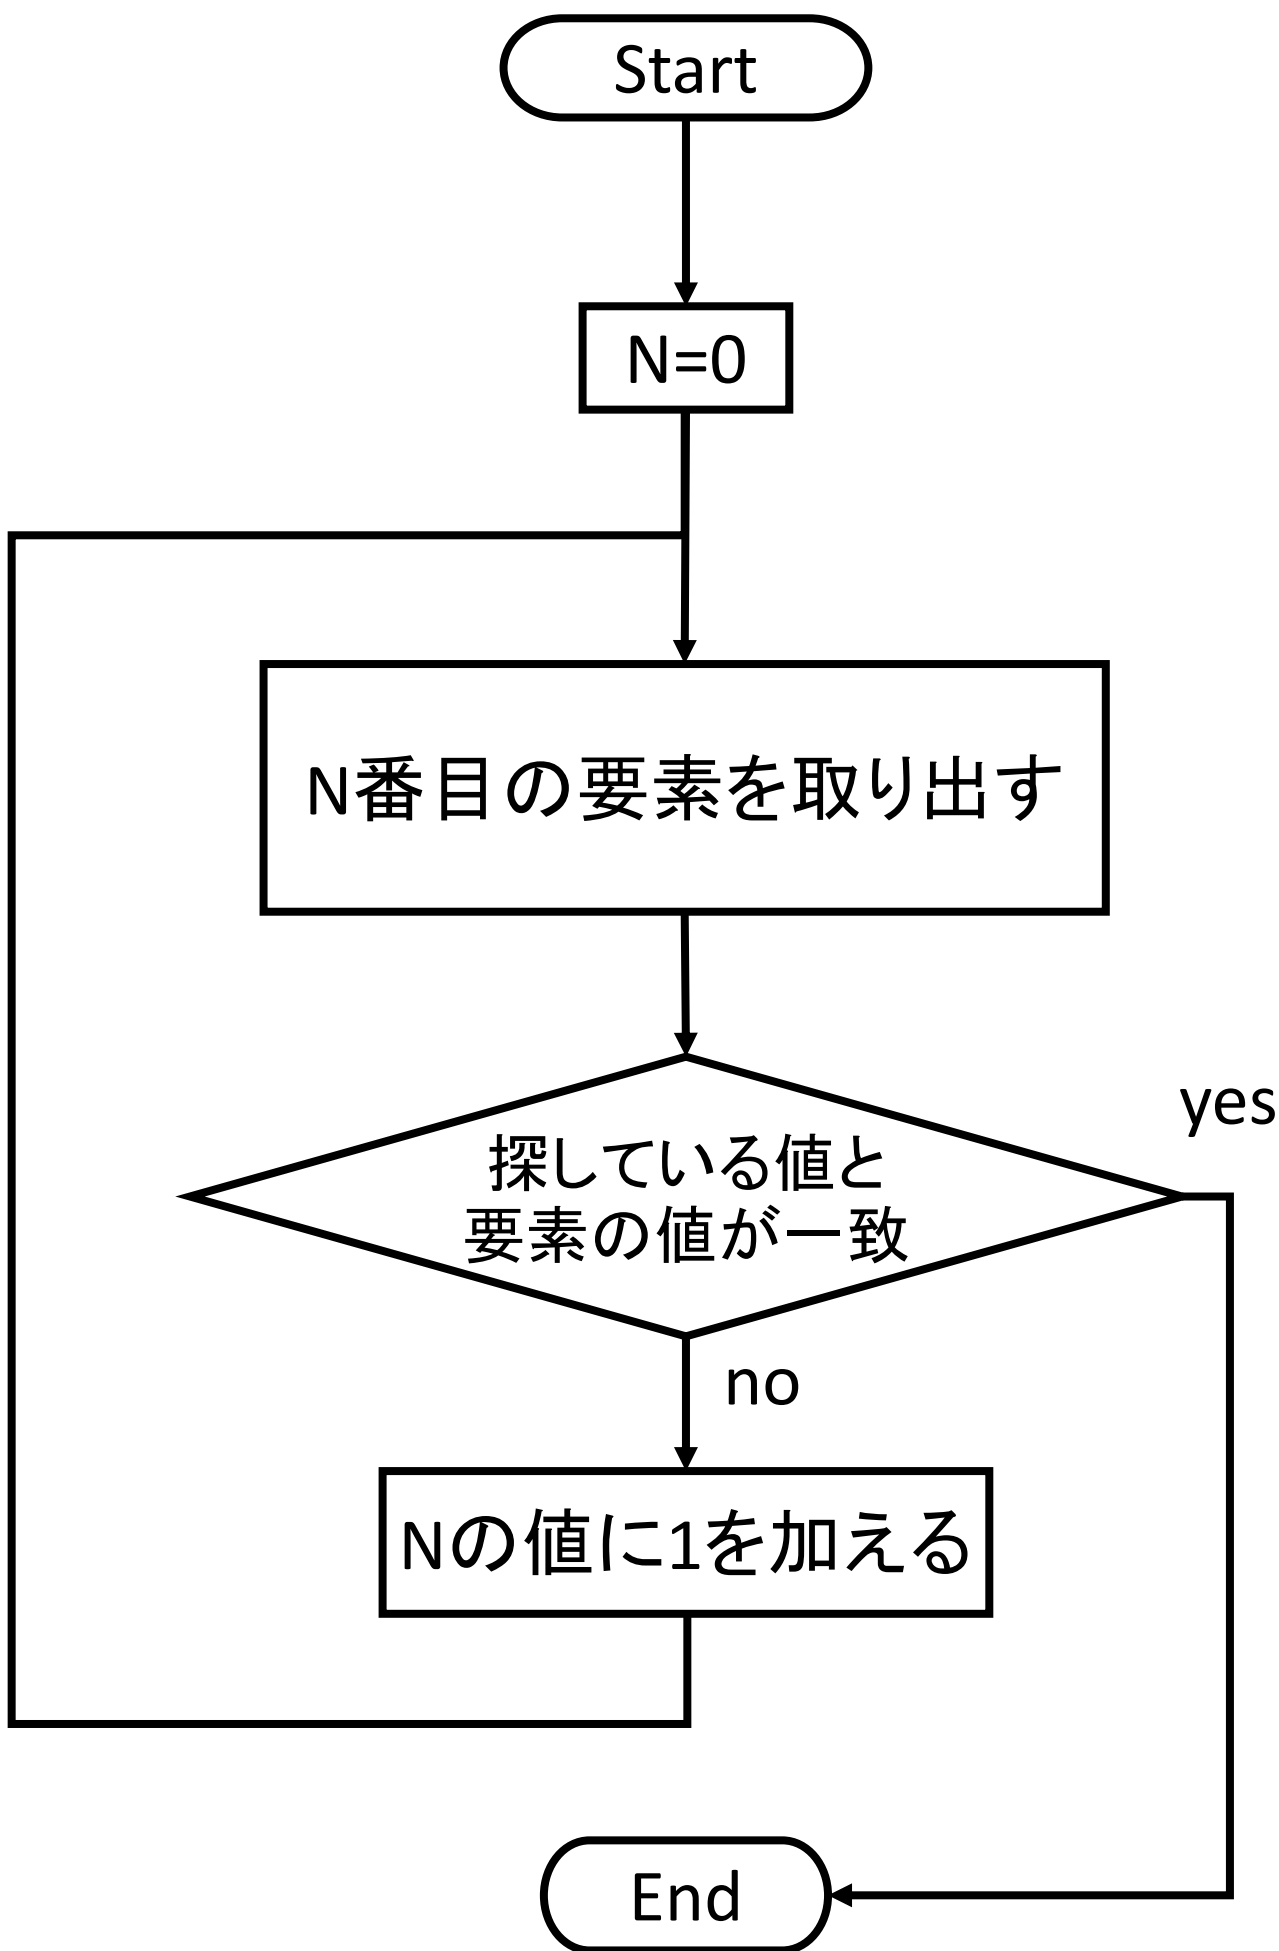 Start
N=0
N番目の要素を取り出す
yes
探している値と
要素の値が一致
no
Nの値に1を加える
End